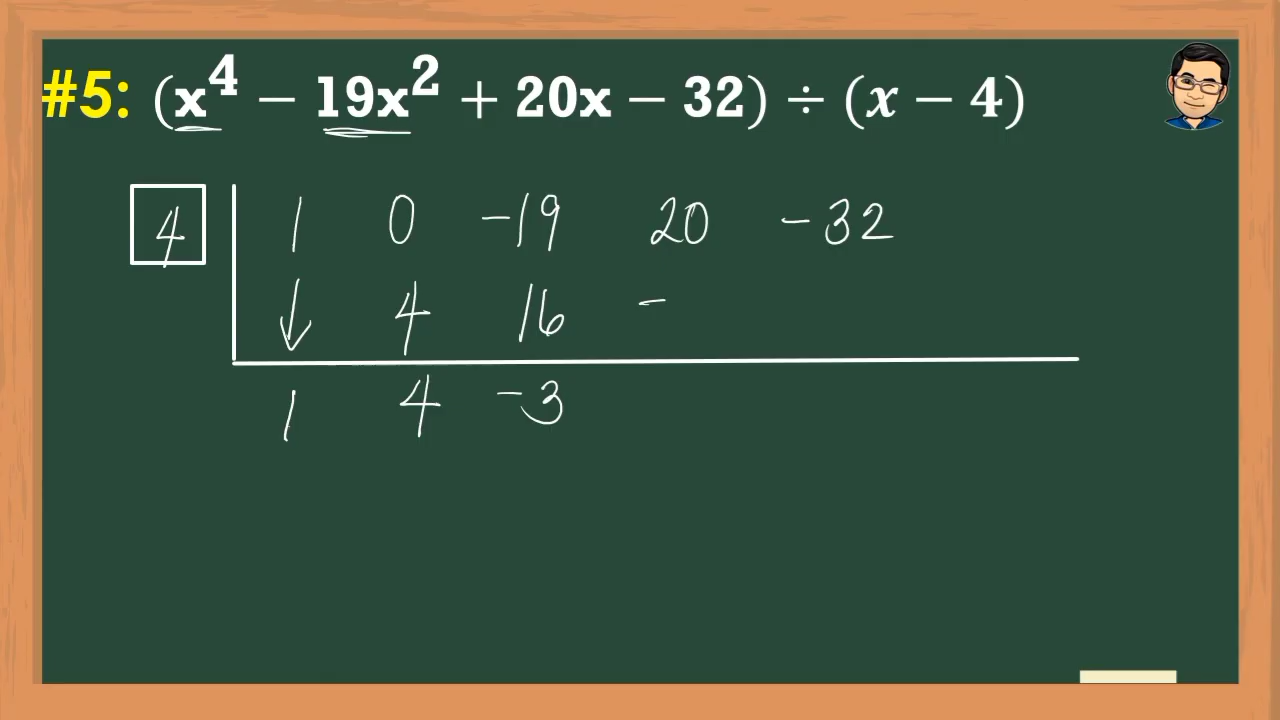 #5: (x⁴ − 19x² + 20x − 32) ÷ (x − 4)
4 1 0 -19 20 -32
4 16 -
1 4 -3